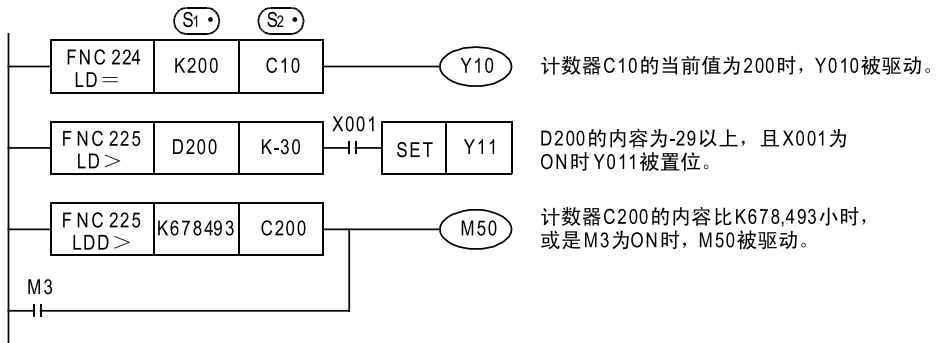 S1・ S2・
FNC 224
LD＝ K200 C10 Y10 计数器C10的当前值为200时，Y010被驱动。
FNC 225
LD＞ D200 K-30 X001 SET Y11 D200的内容为-29以上，且X001为
ON时Y011被置位。
FNC 225
LDD＞ K678493 C200 M50 计数器C200的内容比K678,493小时，
或是M3为ON时，M50被驱动。
M3